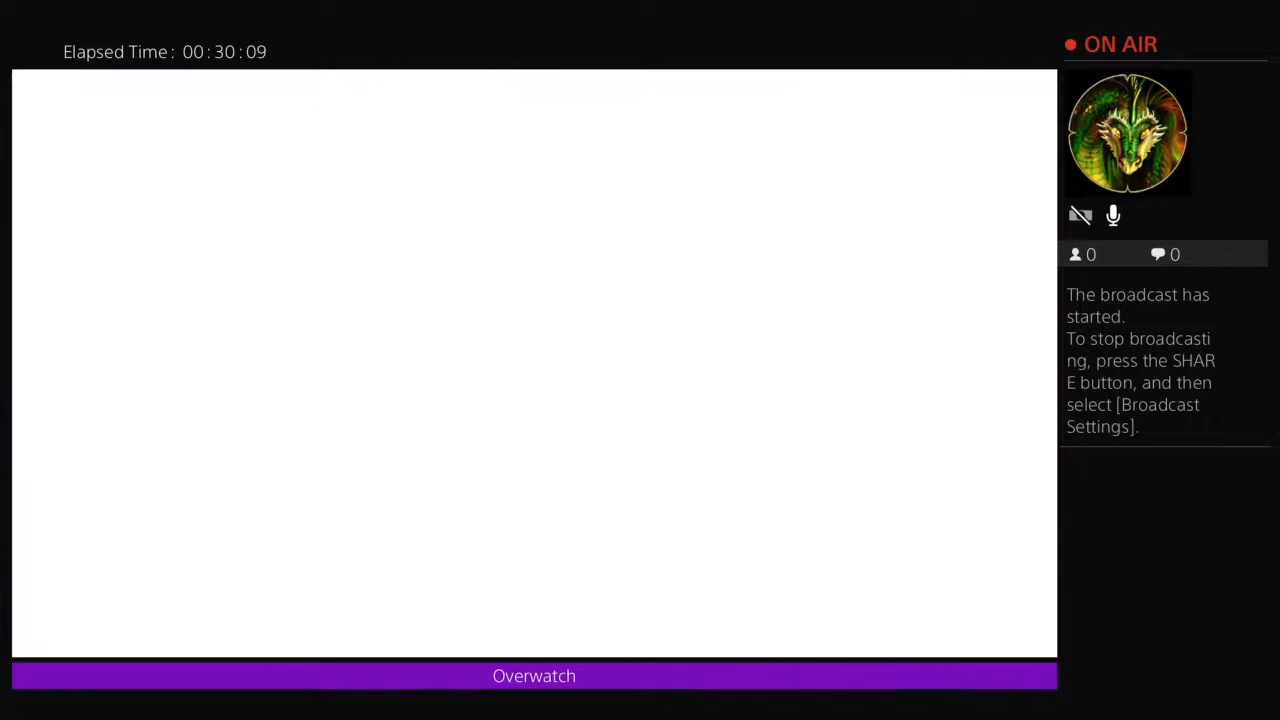 Elapsed Time: 00:30:09
ON AIR
0 0
The broadcast has
started.
To stop broadcasti
ng, press the SHAR
E button, and then
select [Broadcast
Settings].
Overwatch